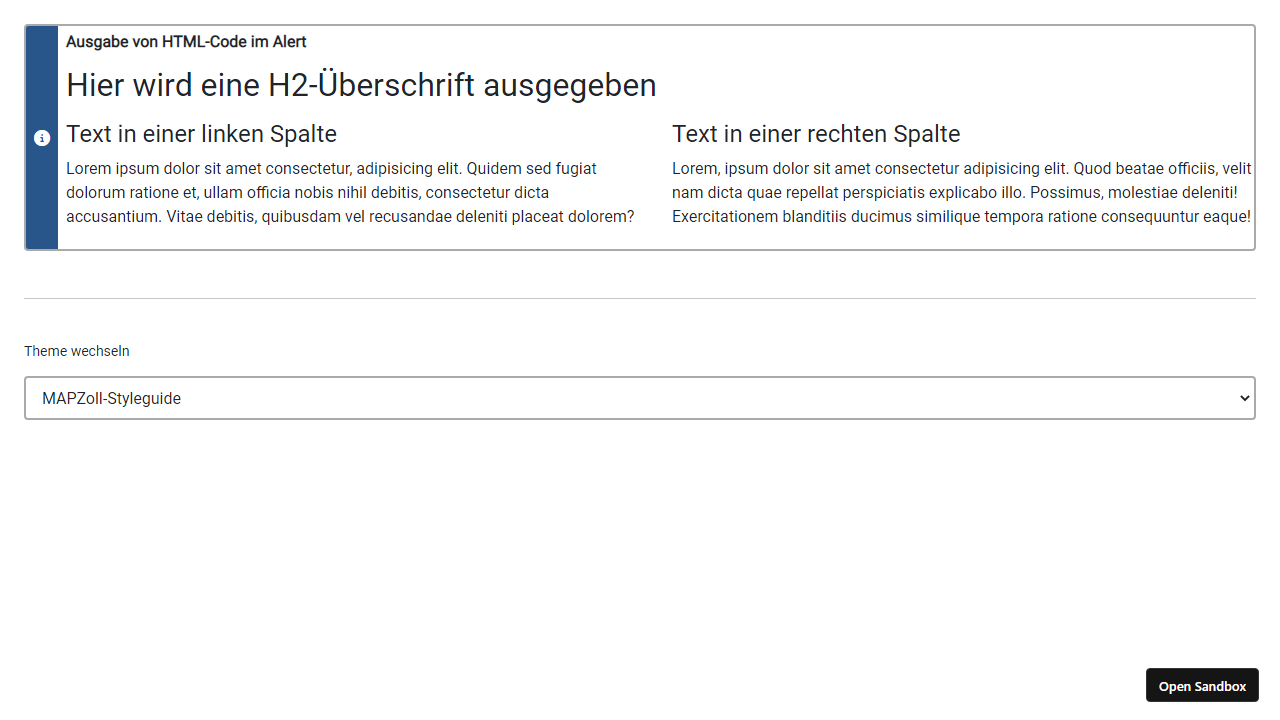 Ausgabe von HTML-Code im Alert
Hier wird eine H2-Überschrift ausgegeben
Text in einer linken Spalte
Lorem ipsum dolor sit amet consectetur, adipisicing elit. Quidem sed fugiat
dolorum ratione et, ullam officia nobis nihil debitis, consectetur dicta
accusantium. Vitae debitis, quibusdam vel recusandae deleniti placeat dolorem?
Text in einer rechten Spalte
Lorem, ipsum dolor sit amet consectetur adipisicing elit. Quod beatae officiis, velit
nam dicta quae repellat perspiciatis explicabo illo. Possimus, molestiae deleniti!
Exercitationem blanditiis ducimus similique tempora ratione consequuntur eaque!
Theme wechseln
MAPZoll-Styleguide
Open Sandbox